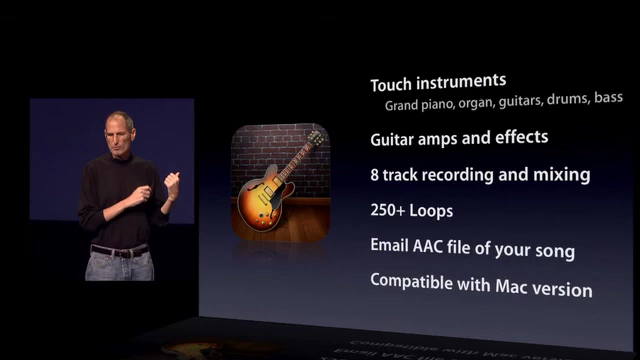 Touch instruments
Grand piano, organ, guitars, drums, bass
Guitar amps and effects
8 track recording and mixing
250+ Loops
Email AAC file of your song
Compatible with Mac version